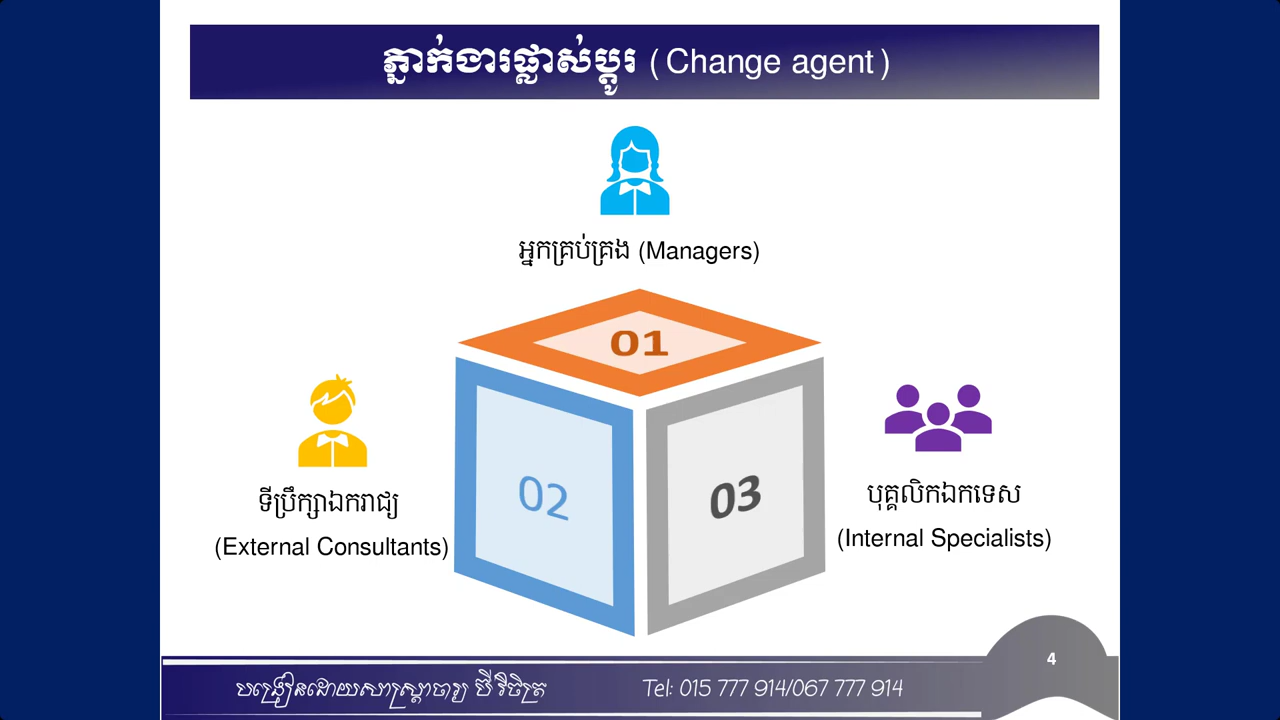 ភ្នាក់ងារផ្លាស់ប្តូរ ( Change agent )
អ្នកគ្រប់គ្រង (Managers)
01
02
03
ទីប្រឹក្សាឯករាជ្យ
(External Consultants)
បុគ្គលិកឯកទេស
(Internal Specialists)
4
បង្រៀនដោយសាស្ត្រាចារ្យ ប៊ី វិចិត្រ
Tel: 015 777 914/067 777 914